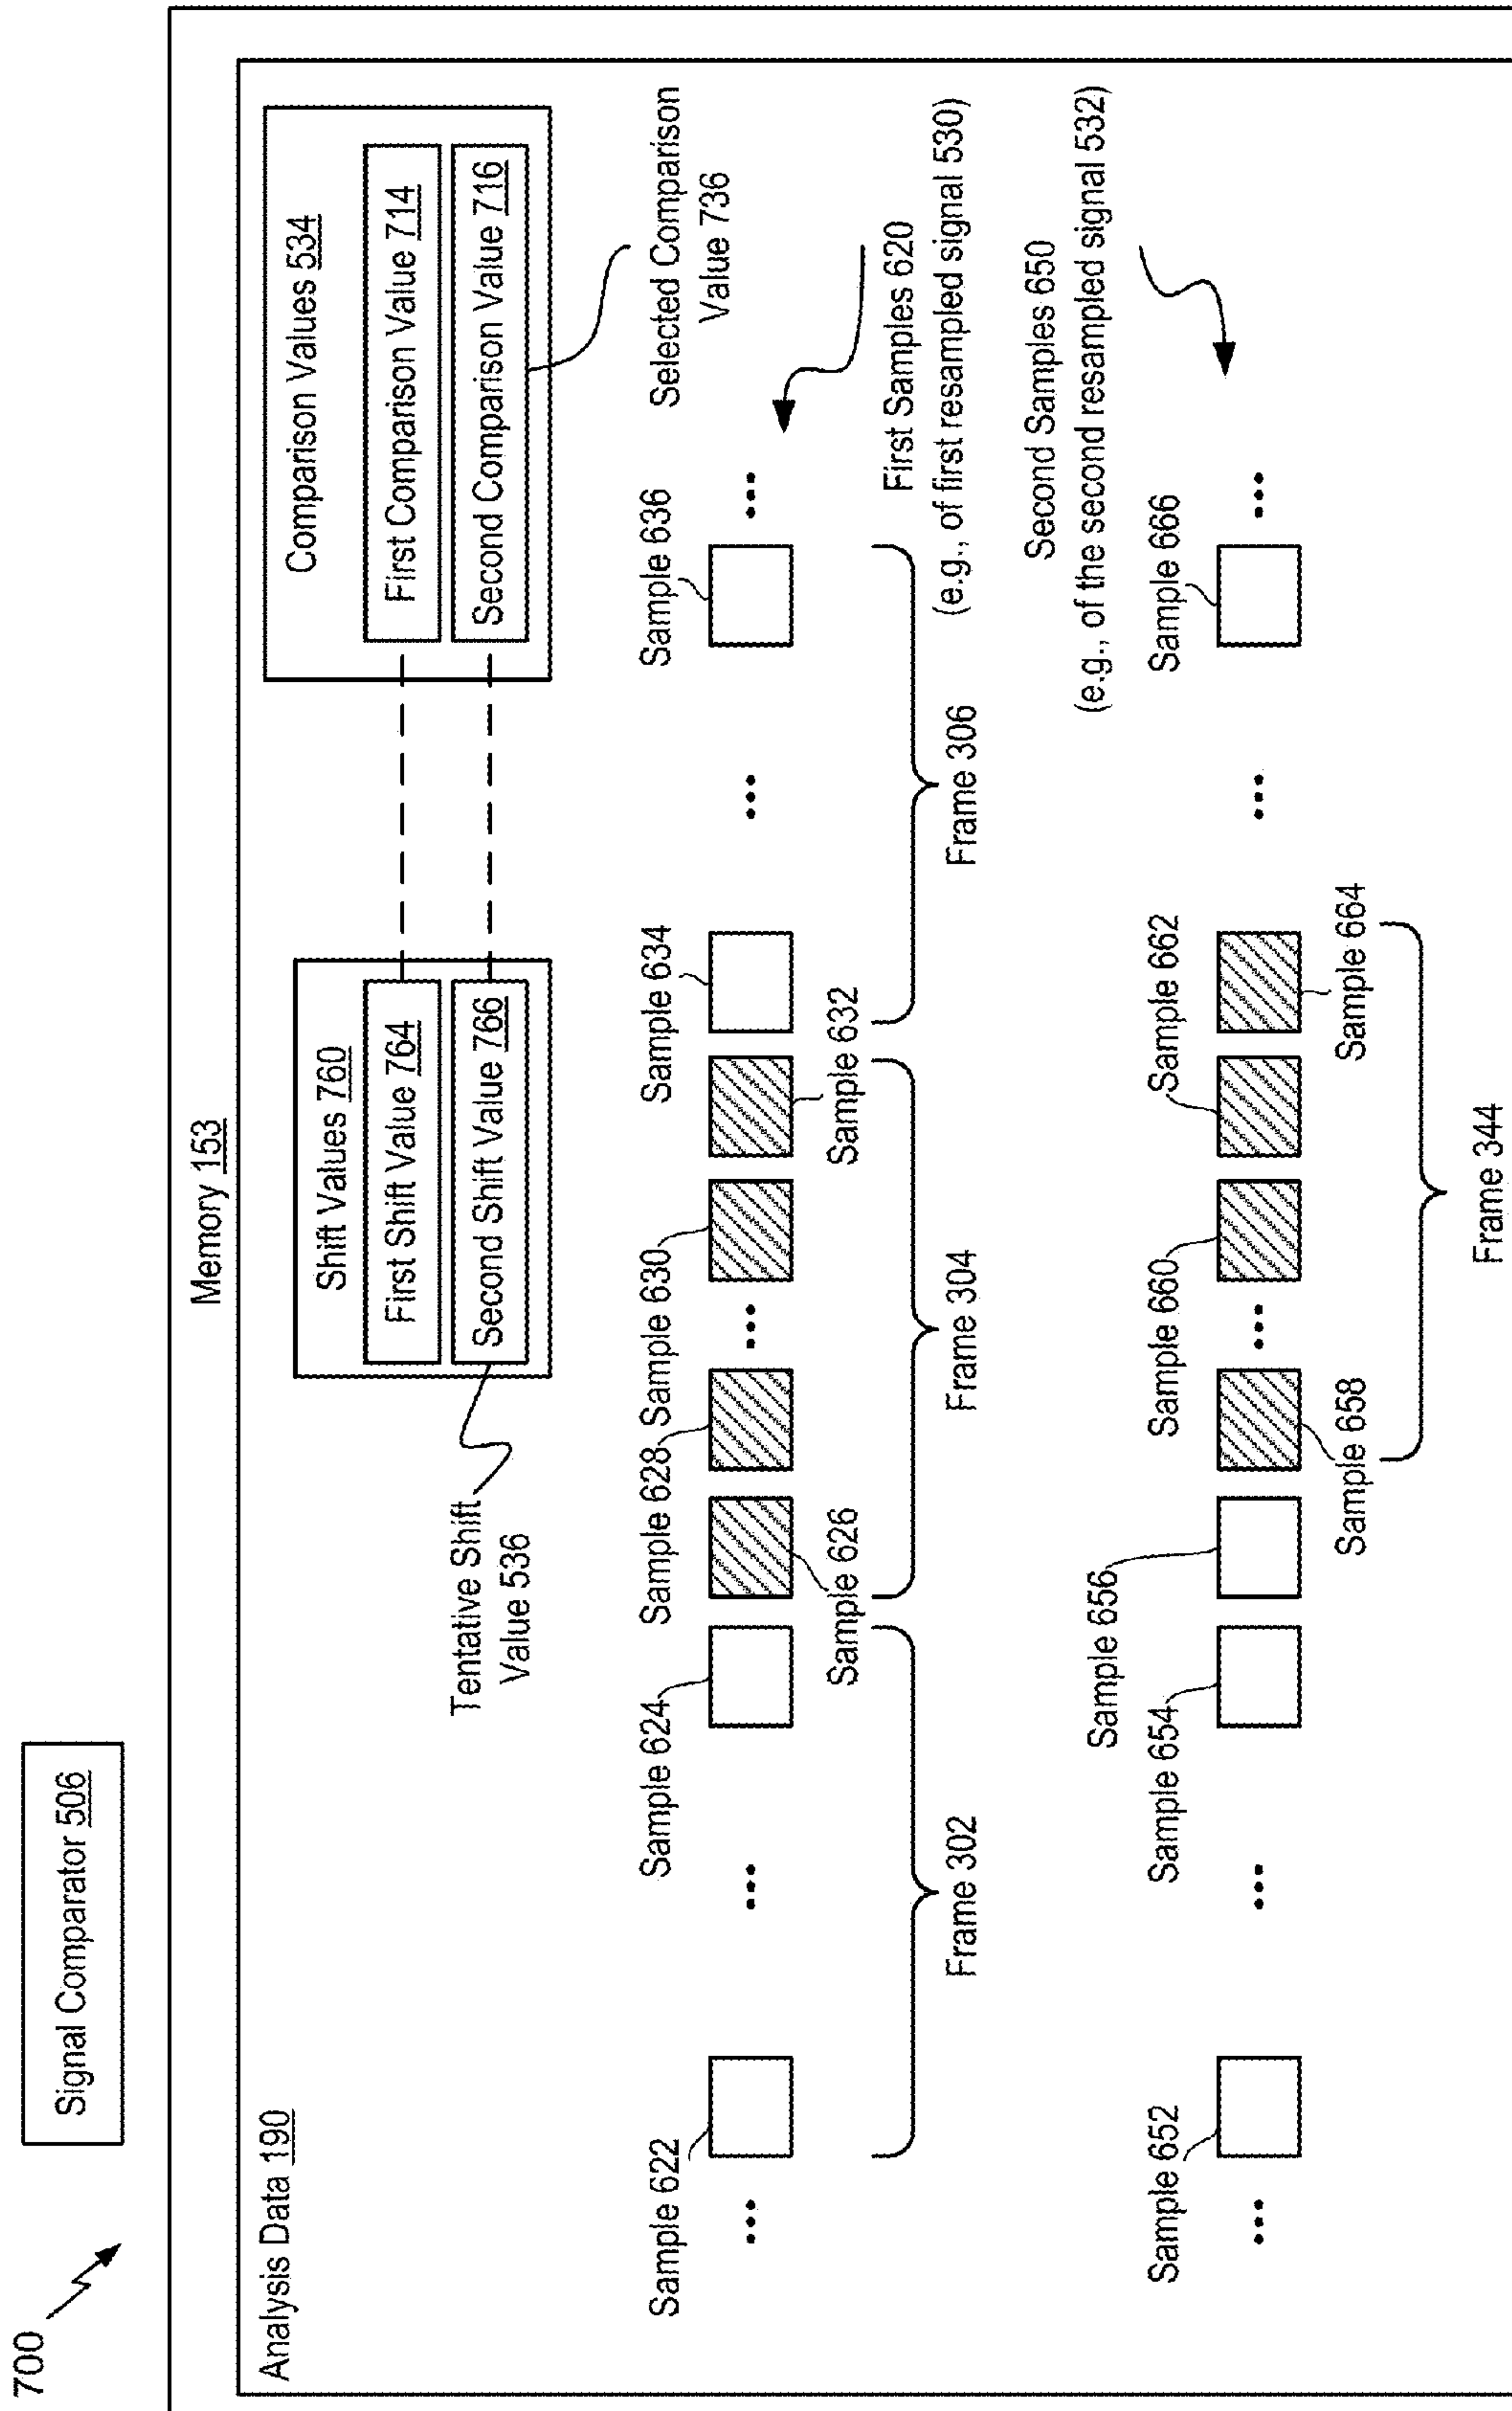 700
Signal Comparator 506
Memory 153
Analysis Data 190
Shift Values 760
First Shift Value 764
Second Shift Value 766
Tentative Shift
Value 536
Comparison Values 534
First Comparison Value 714
Second Comparison Value 716
Selected Comparison
Value 736
Sample 622
Sample 624
Sample 628
Sample 630
Sample 634
Sample 636
...
...
...
...
...
Sample 626
Sample 632
First Samples 620
(e.g., of first resampled signal 530)
Frame 302
Frame 304
Frame 306
Second Samples 650
(e.g., of the second resampled signal 532)
Sample 656
Sample 652
Sample 654
Sample 660
Sample 662
Sample 666
...
...
...
...
...
Sample 658
Sample 664
Frame 344